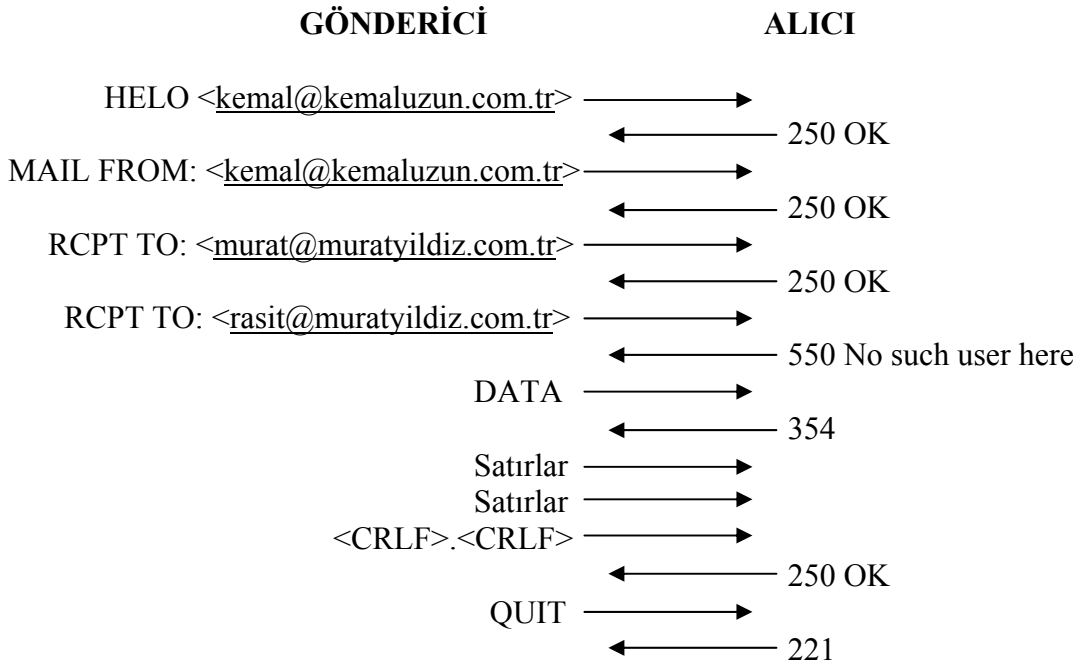 GÖNDERİCİ ALICI
HELO <kemal@kemaluzun.com.tr>
250 OK
MAIL FROM: <kemal@kemaluzun.com.tr>
250 OK
RCPT TO: <murat@muratyildiz.com.tr>
250 OK
RCPT TO: <rasit@muratyildiz.com.tr>
550 No such user here
DATA
354
Satırlar
Satırlar
<CRLF>.<CRLF>
250 OK
QUIT
221